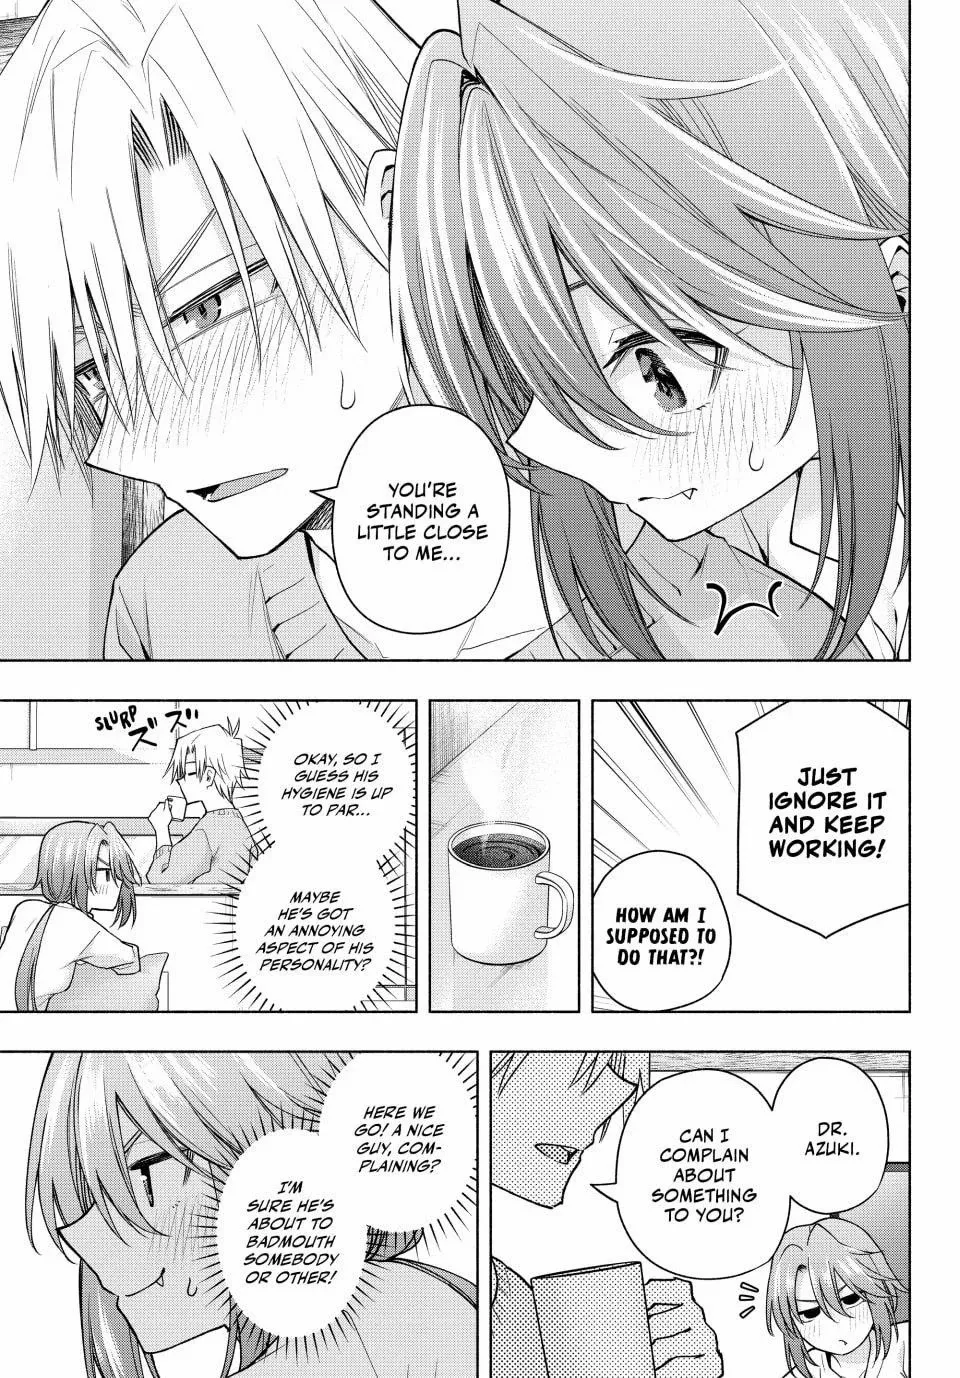 YOU'RE
STANDING A
LITTLE CLOSE
TO ME...
JUST
IGNORE IT
AND KEEP
WORKING!
HOW AM I
SUPPOSED TO
DO THAT?!
OKAY, SO I
GUESS HIS
HYGIENE IS UP
TO PAR...
MAYBE
HE'S GOT
AN ANNOYING
ASPECT OF HIS
PERSONALITY?
SLURP
ズズ
DR.
AZUKI.
CAN I
COMPLAIN
ABOUT
SOMETHING
TO YOU?
HERE WE
GO! A NICE
GUY, COM-
PLAINING?
I'M
SURE HE'S
ABOUT TO
BADMOUTH
SOMEBODY
OR OTHER!